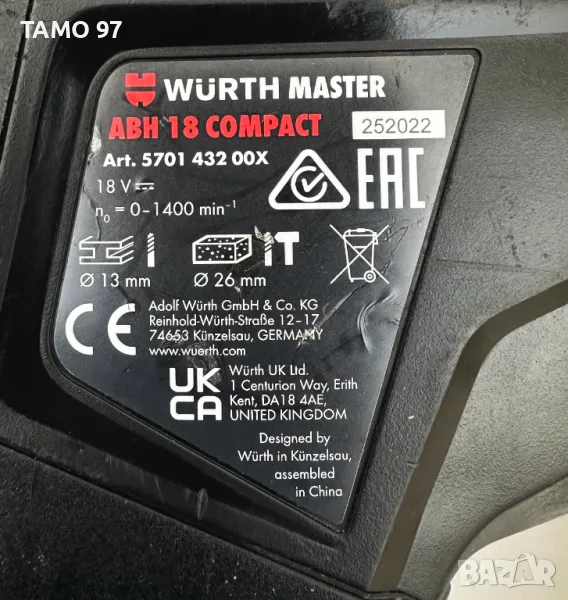 TAMO 97
WÜRTH MASTER
ABH 18 COMPACT 252022
Art. 5701 432 00X
18 V
n₀ = 0–1400 min⁻¹
EAC
Ø 13 mm Ø 26 mm
CE
Adolf Würth GmbH & Co. KG
Reinhold-Würth-Straße 12–17
74653 Künzelsau, GERMANY
www.wuerth.com
UK
CA
Würth UK Ltd.
1 Centurion Way, Erith
Kent, DA18 4AE,
UNITED KINGDOM
Designed by
Würth in Künzelsau,
assembled
in China
BAZAR